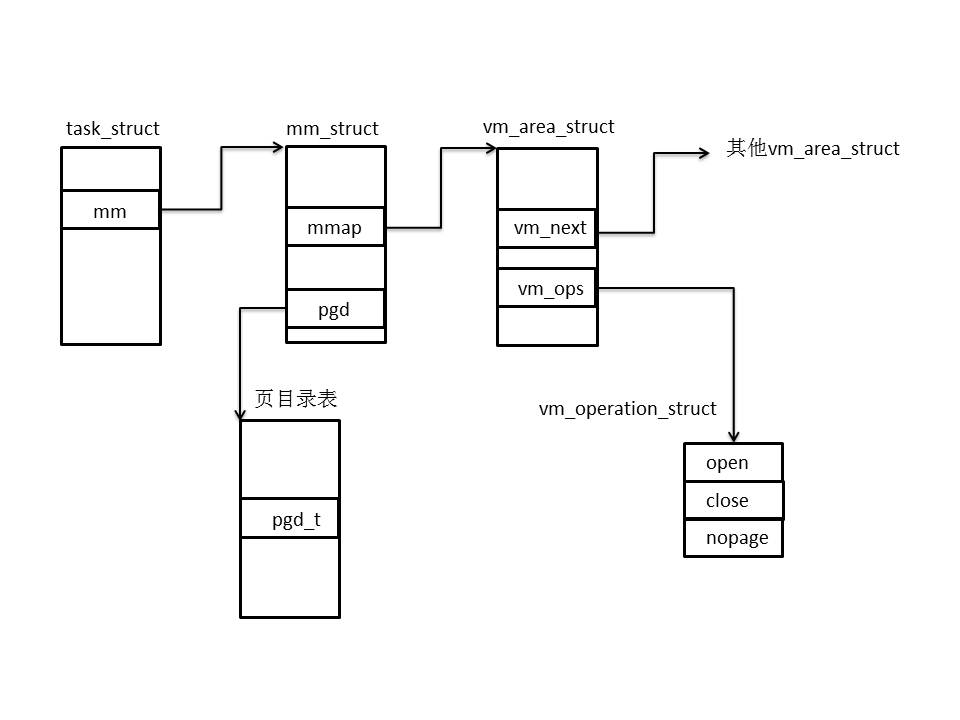 task_struct
mm_struct
vm_area_struct
其他vm_area_struct
mm
mmap
vm_next
vm_ops
pgd
页目录表
vm_operation_struct
open
close
nopage
pgd_t